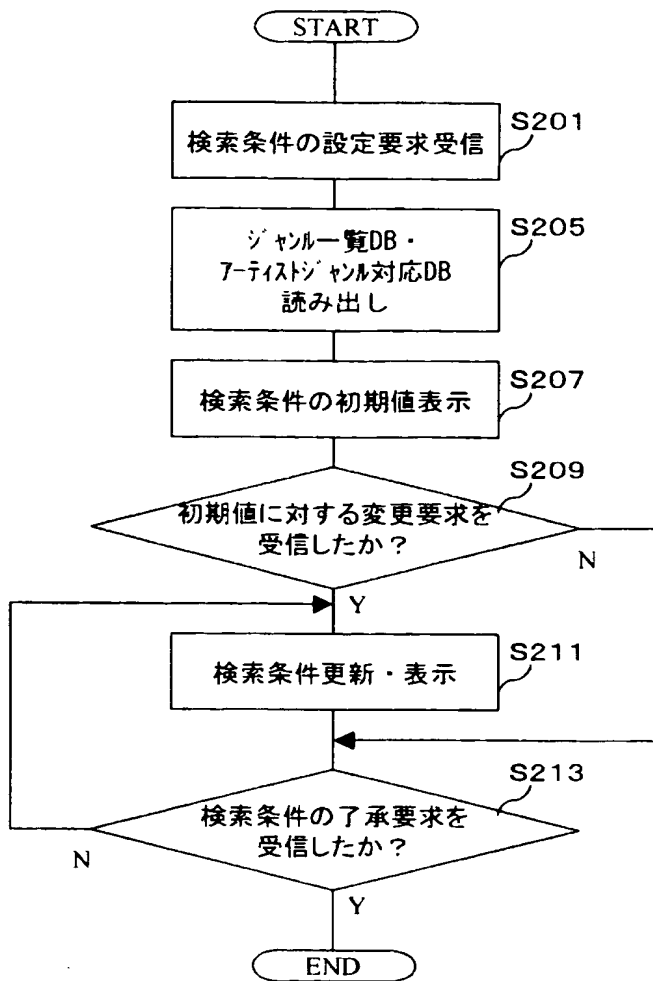 START
S201
検索条件の設定要求受信
S205
ジャンル一覧DB・
アーティストジャンル対応DB
読み出し
S207
検索条件の初期値表示
S209
初期値に対する変更要求を
受信したか？
N
Y
S211
検索条件更新・表示
S213
検索条件の了承要求を
受信したか？
N
Y
END